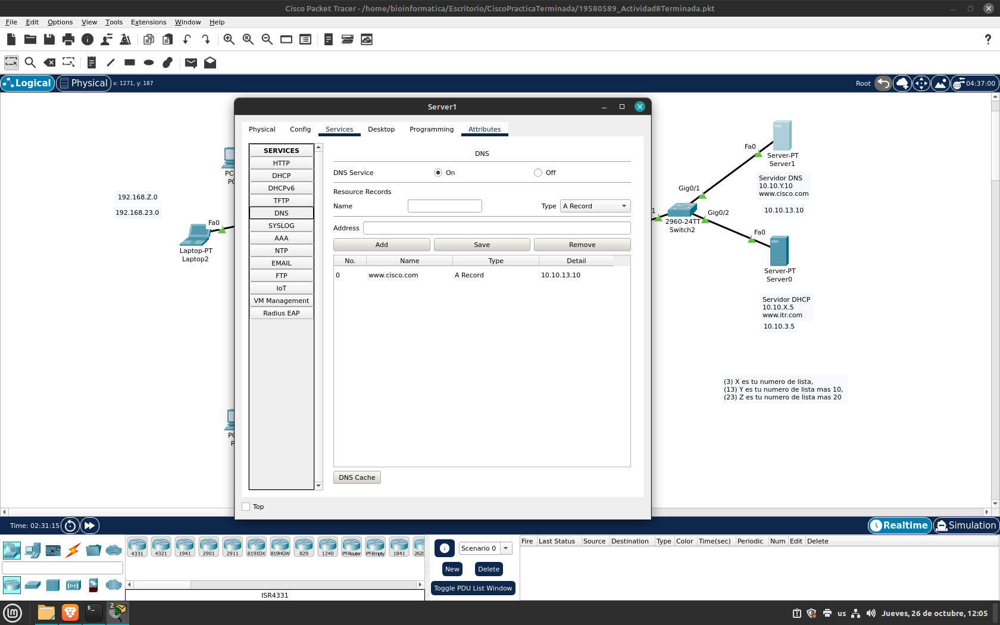 Cisco Packet Tracer - /home/bioinformatica/Escritorio/CiscoPracticaTerminada/19580589_Actividad8Terminada.pkt
File Edit Options View Tools Extensions Window Help
?
Logical Physical x: 1271, y: 187
Root 04:37:00
Server1
Physical Config Services Desktop Programming Attributes
SERVICES
HTTP
DHCP
DHCPv6
TFTP
DNS
SYSLOG
AAA
NTP
EMAIL
FTP
IoT
VM Management
Radius EAP
DNS
DNS Service On Off
Resource Records
Name Type A Record
Address
Add Save Remove
No. Name Type Detail
0 www.cisco.com A Record 10.10.13.10
DNS Cache
Top
192.168.Z.0
192.168.23.0
Fa0
Laptop-PT
Laptop2
PC
PC
PC
P
Fa0
Server-PT
Server1
Servidor DNS
10.10.Y.10
www.cisco.com
10.10.13.10
Gig0/1
1
Gig0/2
2960-24TT
Switch2
Fa0
Server-PT
Server0
Servidor DHCP
10.10.X.5
www.itr.com
10.10.3.5
(3) X es tu numero de lista,
(13) Y es tu numero de lista mas 10,
(23) Z es tu numero de lista mas 20
Time: 02:31:15
Realtime Simulation
4331 4321 1941 2901 2911 819IOX 819HGW 829 1240 PT-Router PT-Empty 1841 2620
ISR4331
Scenario 0
New Delete
Toggle PDU List Window
Fire Last Status Source Destination Type Color Time(sec) Periodic Num Edit Delete
2
us Jueves, 26 de octubre, 12:05